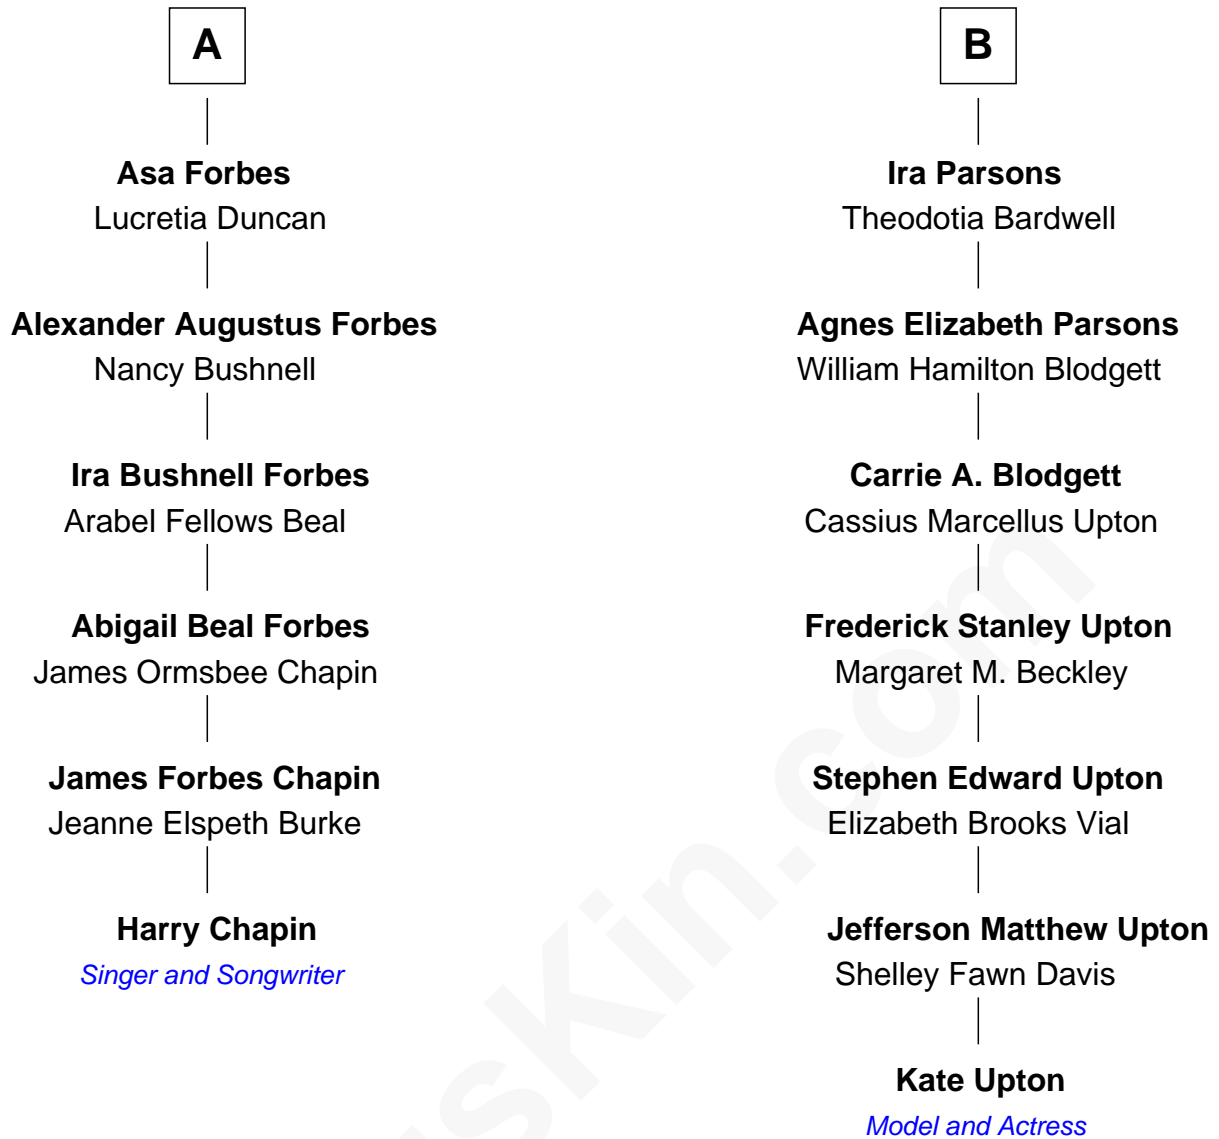 A
Asa Forbes
Lucretia Duncan
Alexander Augustus Forbes
Nancy Bushnell
Ira Bushnell Forbes
Arabel Fellows Beal
Abigail Beal Forbes
James Ormsbee Chapin
James Forbes Chapin
Jeanne Elspeth Burke
Harry Chapin
Singer and Songwriter
B
Ira Parsons
Theodotia Bardwell
Agnes Elizabeth Parsons
William Hamilton Blodgett
Carrie A. Blodgett
Cassius Marcellus Upton
Frederick Stanley Upton
Margaret M. Beckley
Stephen Edward Upton
Elizabeth Brooks Vial
Jefferson Matthew Upton
Shelley Fawn Davis
Kate Upton
Model and Actress
sKin.com